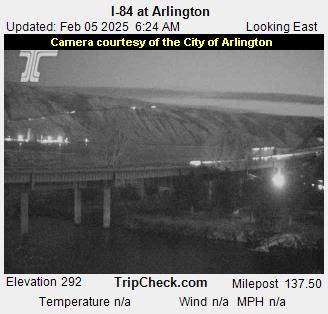 I-84 at Arlington
Updated: Feb 05 2025 6:24 AM Looking East
Camera courtesy of the City of Arlington
Elevation 292 TripCheck.com Milepost 137.50
Temperature n/a Wind n/a MPH n/a